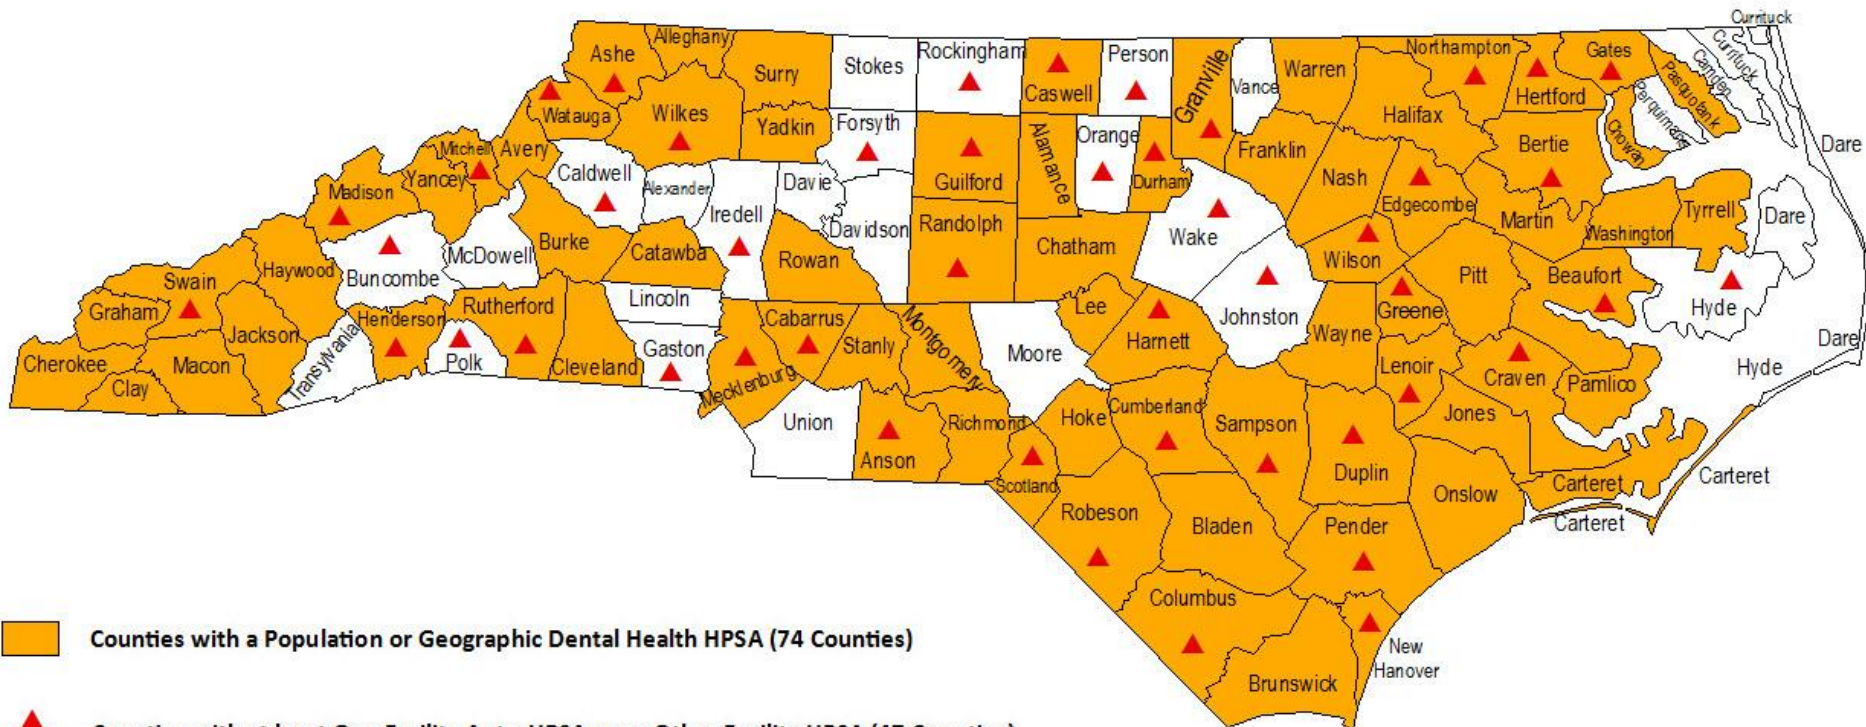 Currituck
Ashe
Alleghany
Surry
Stokes
Rockingham
Caswell
Person
Granville
Vance
Warren
Northampton
Gates
Hertford
Halifax
Pasquotank
Camden
Currituck
Perquimans
Chowan
Watauga
Wilkes
Yadkin
Forsyth
Guilford
Alamance
Orange
Durham
Franklin
Bertie
Dare
Mitchell
Avery
Yancey
Madison
Caldwell
Alexander
Iredell
Davie
Davidson
Randolph
Chatham
Wake
Nash
Edgecombe
Martin
Washington
Tyrrell
Dare
Swain
Haywood
Buncombe
McDowell
Burke
Catawba
Rowan
Wilson
Pitt
Beaufort
Hyde
Graham
Jackson
Henderson
Rutherford
Lincoln
Cabarrus
Stanly
Montgomery
Moore
Lee
Harnett
Johnston
Wayne
Greene
Cherokee
Clay
Macon
Transylvania
Polk
Cleveland
Gaston
Mecklenburg
Lenoir
Craven
Pamlico
Dare
Hyde
Union
Anson
Richmond
Hoke
Cumberland
Sampson
Duplin
Jones
Scotland
Robeson
Bladen
Pender
Onslow
Carteret
Carteret
Carteret
Columbus
Brunswick
New
Hanover
Counties with a Population or Geographic Dental Health HPSA (74 Counties)